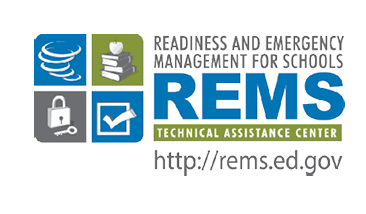 READINESS AND EMERGENCY
MANAGEMENT FOR SCHOOLS
REMS
TECHNICAL ASSISTANCE CENTER
http://rems.ed.gov